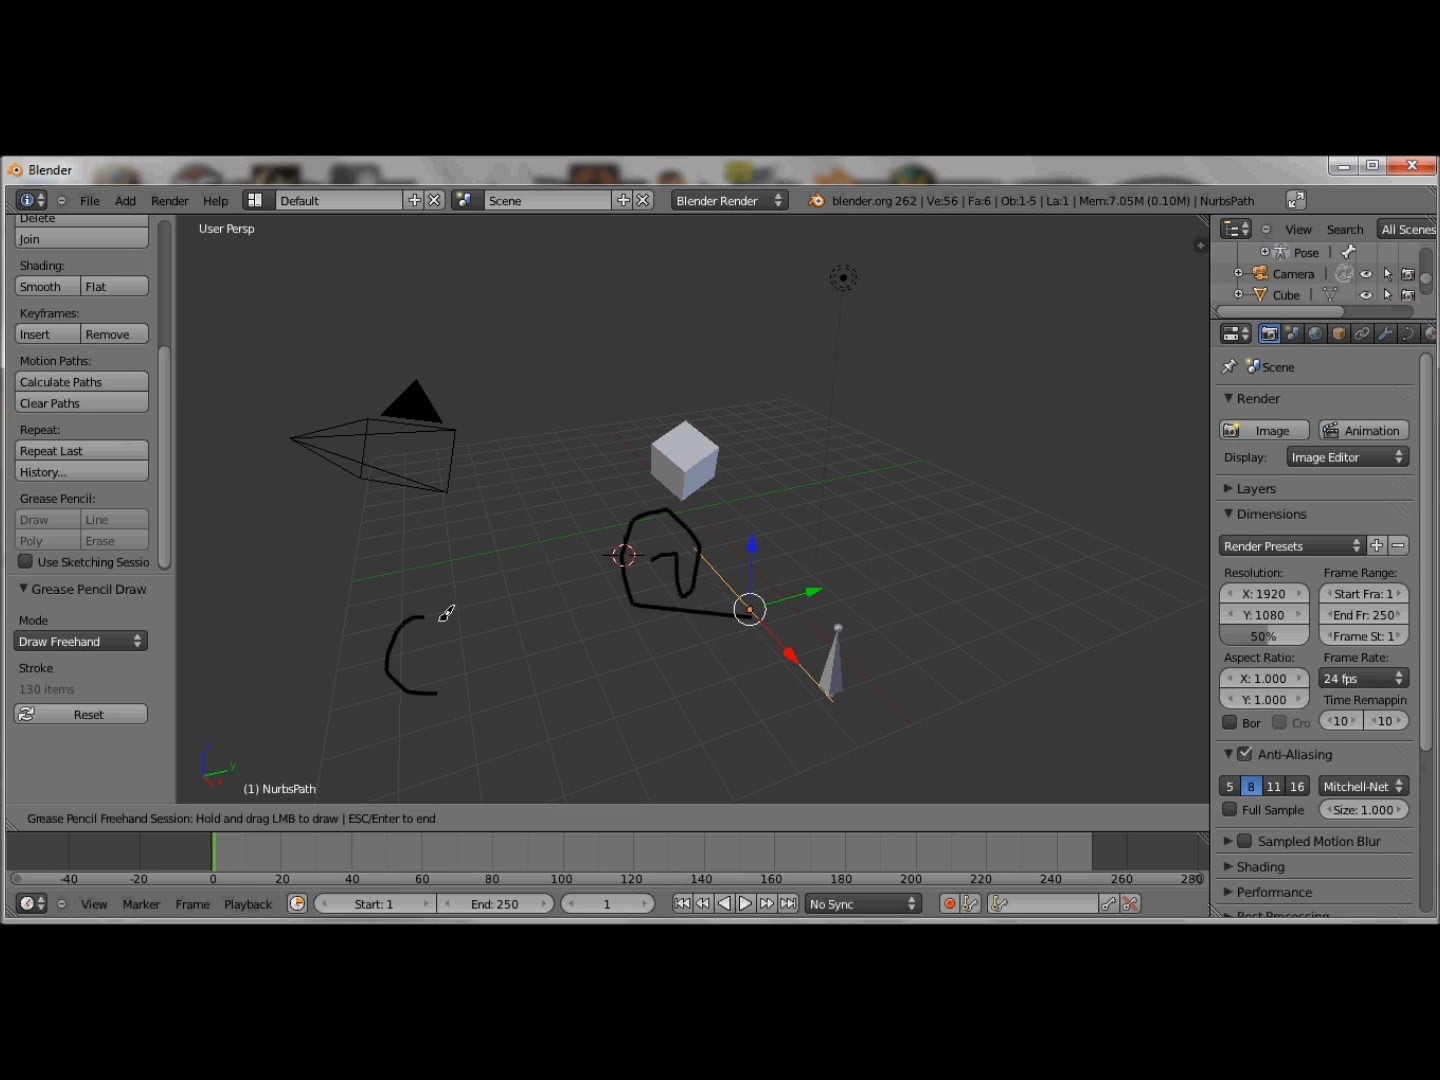 Blender
File Add Render Help Default Scene Blender Render blender.org 262 | Ve:56 | Fa:6 | Ob:1-5 | La:1 | Mem:7.05M (0.10M) | NurbsPath
Delete
Join
Shading:
Smooth Flat
Keyframes:
Insert Remove
Motion Paths:
Calculate Paths
Clear Paths
Repeat:
Repeat Last
History...
Grease Pencil:
Draw Line
Poly Erase
Use Sketching Sessio
Grease Pencil Draw
Mode
Draw Freehand
Stroke
130 items
Reset
User Persp
z
y
x
(1) NurbsPath
View Search All Scenes
Pose
Camera
Cube
Scene
Render
Image Animation
Display: Image Editor
Layers
Dimensions
Render Presets
Resolution: Frame Range:
X: 1920 Start Fra: 1
Y: 1080 End Fr: 250
50% Frame St: 1
Aspect Ratio: Frame Rate:
X: 1.000 24 fps
Y: 1.000 Time Remappin
Bor Cro 10 10
Anti-Aliasing
5 8 11 16 Mitchell-Net
Full Sample Size: 1.000
Sampled Motion Blur
Shading
Performance
Post Processing
Grease Pencil Freehand Session: Hold and drag LMB to draw | ESC/Enter to end
-40 -20 0 20 40 60 80 100 120 140 160 180 200 220 240 260 280
View Marker Frame Playback Start: 1 End: 250 1 No Sync